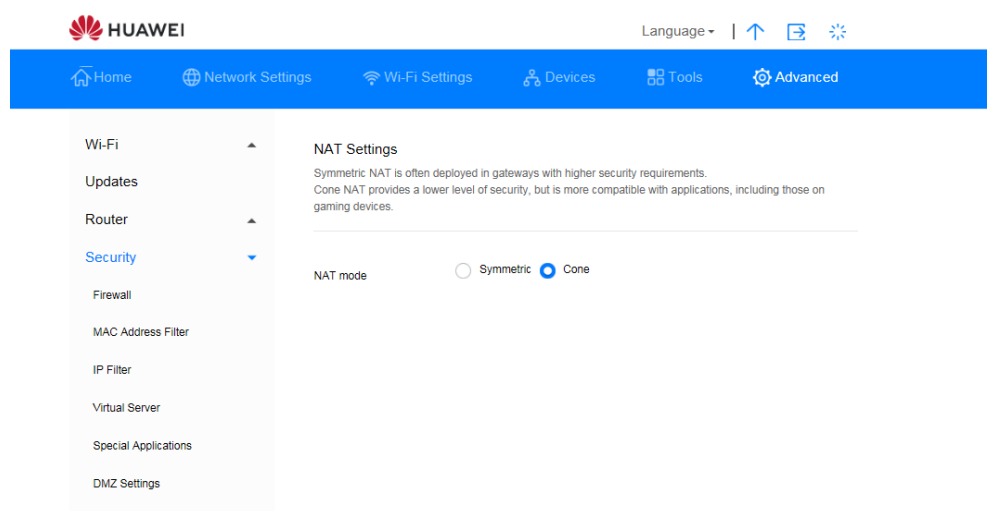 HUAWEI
Language
Home
Network Settings
Wi-Fi Settings
Devices
Tools
Advanced
Wi-Fi
Updates
Router
Security
Firewall
MAC Address Filter
IP Filter
Virtual Server
Special Applications
DMZ Settings
NAT Settings
Symmetric NAT is often deployed in gateways with higher security requirements.
Cone NAT provides a lower level of security, but is more compatible with applications, including those on
gaming devices.
NAT mode Symmetric Cone